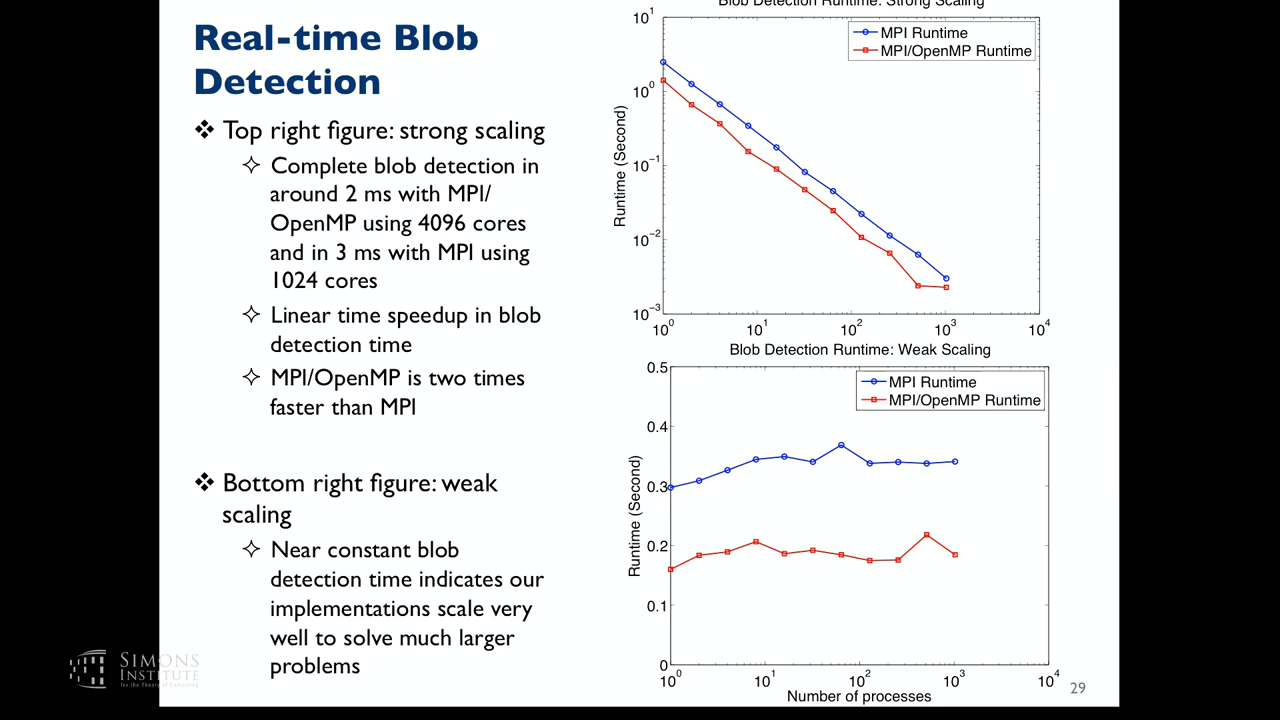 Real-time Blob
Detection
❖ Top right figure: strong scaling
✧ Complete blob detection in
around 2 ms with MPI/
OpenMP using 4096 cores
and in 3 ms with MPI using
1024 cores
✧ Linear time speedup in blob
detection time
✧ MPI/OpenMP is two times
faster than MPI
❖ Bottom right figure: weak
scaling
✧ Near constant blob
detection time indicates our
implementations scale very
well to solve much larger
problems
Blob Detection Runtime: Strong Scaling
MPI Runtime
MPI/OpenMP Runtime
Runtime (Second)
10^1
10^0
10^-1
10^-2
10^-3
10^0 10^1 10^2 10^3 10^4
Blob Detection Runtime: Weak Scaling
MPI Runtime
MPI/OpenMP Runtime
Runtime (Second)
0.5
0.4
0.3
0.2
0.1
0
10^0 10^1 10^2 10^3 10^4
Number of processes
29
SIMONS
INSTITUTE
for the Theory of Computing